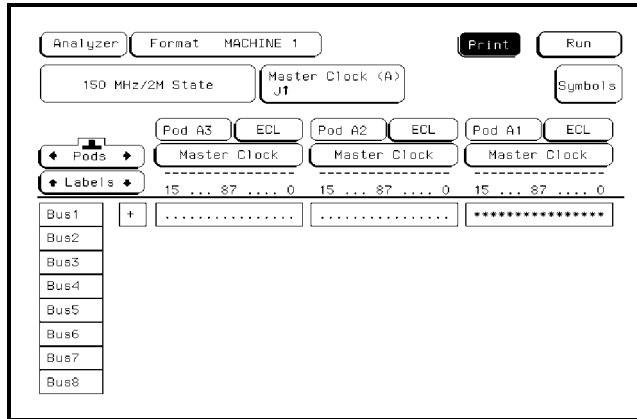 Analyzer Format MACHINE 1 Print Run
150 MHz/2M State Master Clock (A) Symbols
J↑
Pod A3 ECL Pod A2 ECL Pod A1 ECL
← Pods → Master Clock Master Clock Master Clock
↑ Labels ↓ 15 ... 87 .... 0 15 ... 87 .... 0 15 ... 87 .... 0
Bus1 + ................ ................ ****************
Bus2
Bus3
Bus4
Bus5
Bus6
Bus7
Bus8